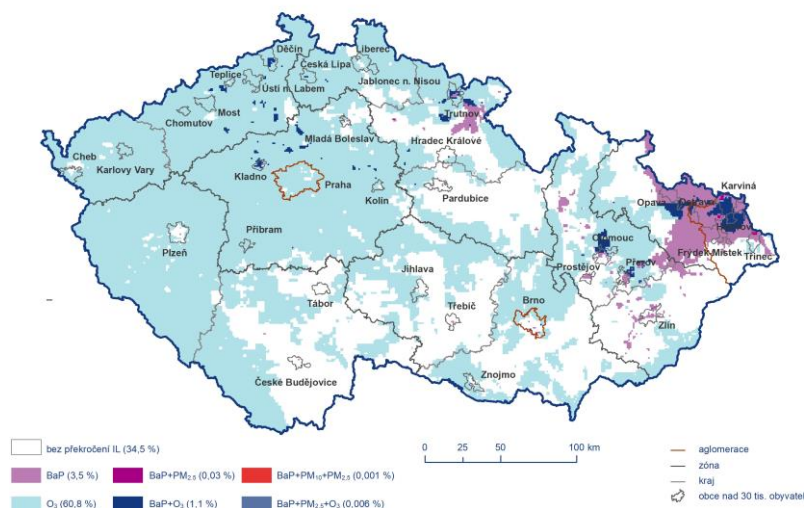 Děčín
Liberec
Teplice
Česká Lípa
Ústí n. Labem
Jablonec n. Nisou
Most
Trutnov
Chomutov
Mladá Boleslav
Cheb
Hradec Králové
Karlovy Vary
Kladno
Karviná
Praha
Kolín
Pardubice
Opava
Ostrava
Havířov
Příbram
Olomouc
Frýdek-Místek
Třinec
Plzeň
Jihlava
Prostějov
Přerov
Tábor
Třebíč
Brno
Zlín
České Budějovice
Znojmo
bez překročení IL (34,5 %)
BaP (3,5 %)
BaP+PM₂.₅ (0,03 %)
BaP+PM₁₀+PM₂.₅ (0,001 %)
O₃ (60,8 %)
BaP+O₃ (1,1 %)
BaP+PM₂.₅+O₃ (0,006 %)
0 25 50 100 km
aglomerace
zóna
kraj
obce nad 30 tis. obyvatel